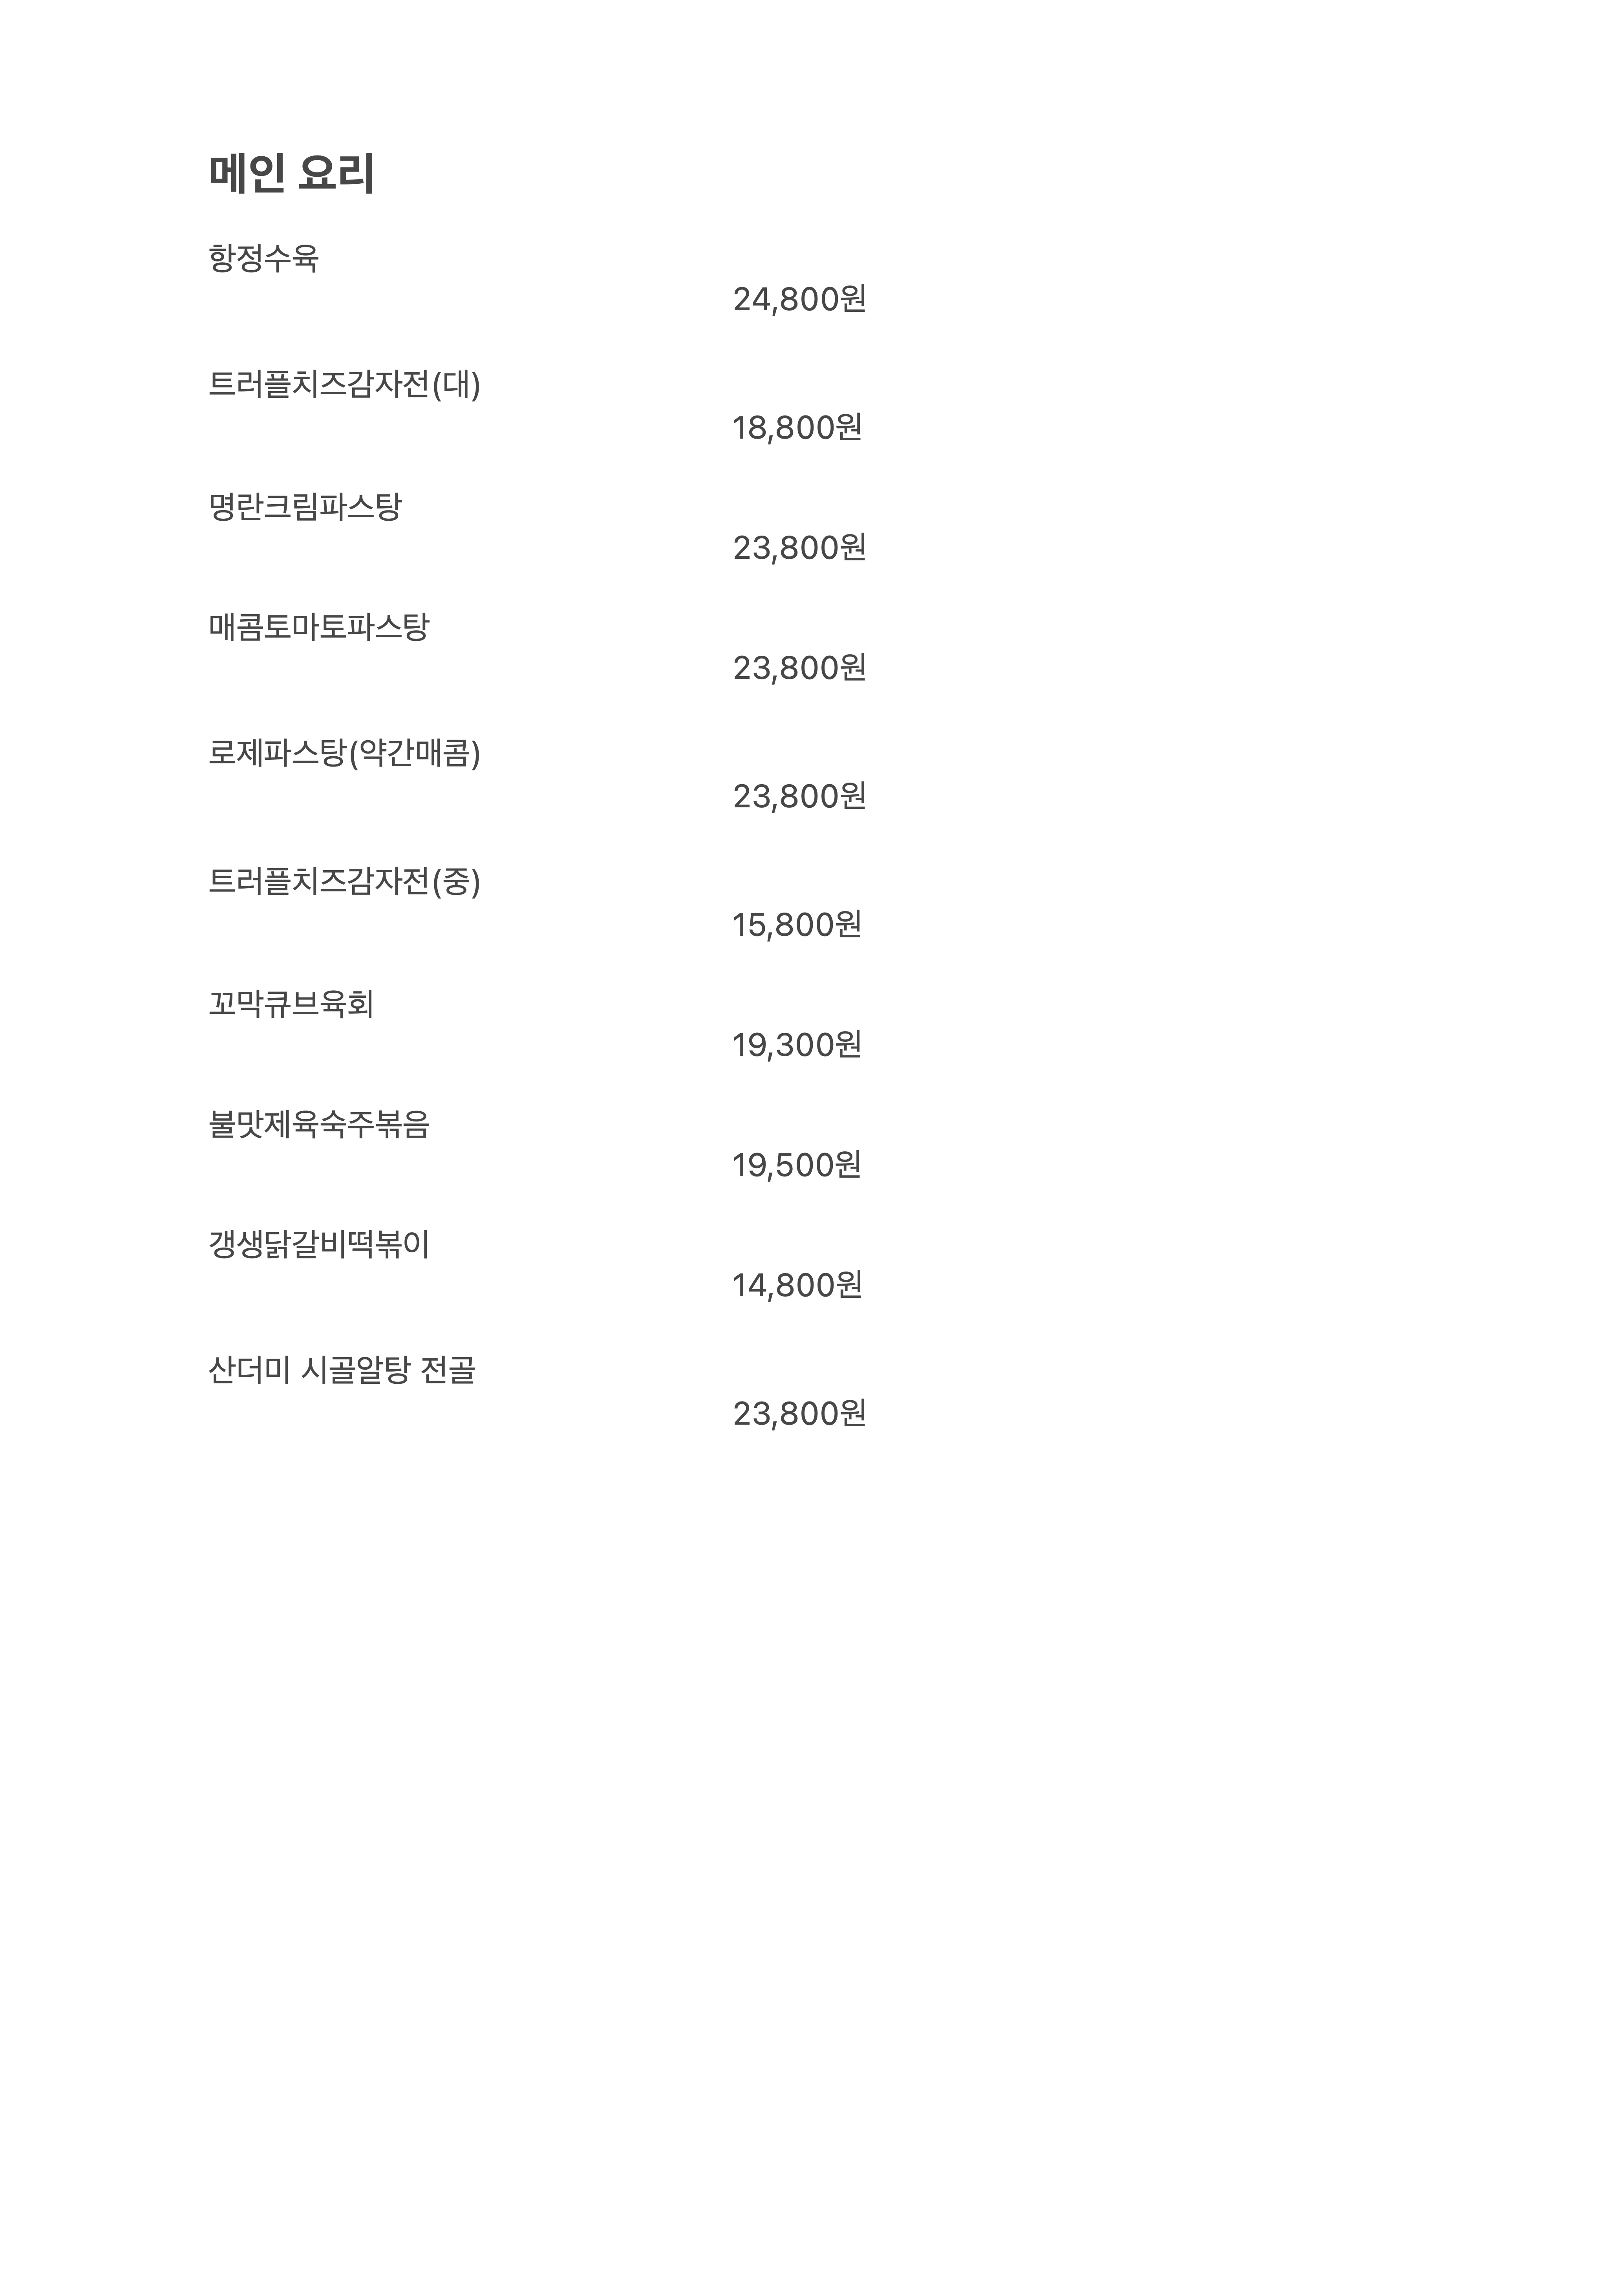 메인 요리
항정수육
24,800원
트러플치즈감자전(대)
18,800원
명란크림파스탕
23,800원
매콤토마토파스탕
23,800원
로제파스탕(약간매콤)
23,800원
트러플치즈감자전(중)
15,800원
꼬막큐브육회
19,300원
불맛제육숙주볶음
19,500원
갱생닭갈비떡볶이
14,800원
산더미 시골알탕 전골
23,800원